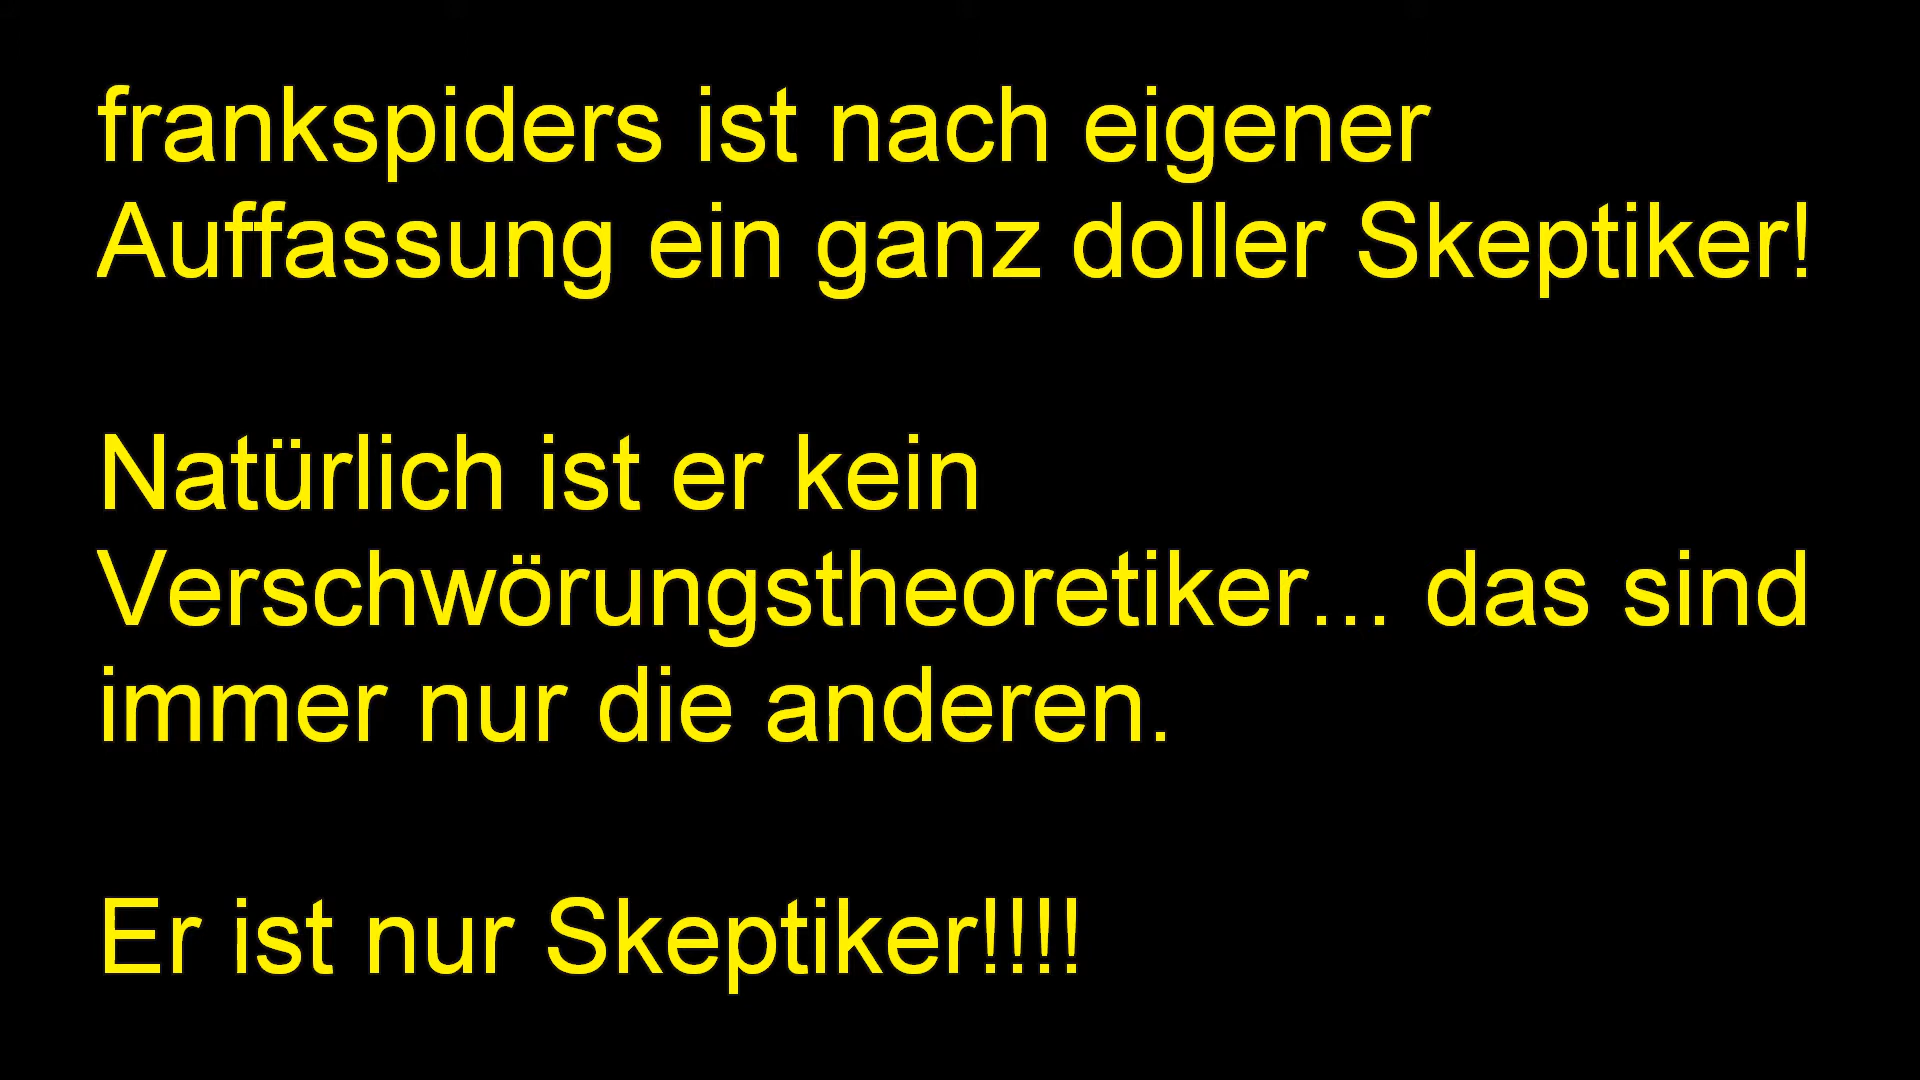 frankspiders ist nach eigener
Auffassung ein ganz doller Skeptiker!
Natürlich ist er kein
Verschwörungstheoretiker... das sind
immer nur die anderen.
Er ist nur Skeptiker!!!!